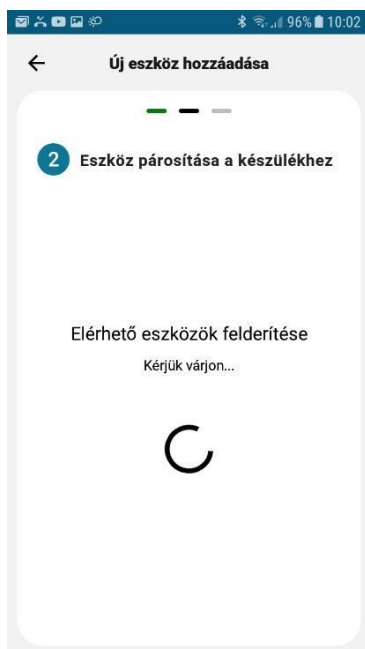 96% 10:02
Új eszköz hozzáadása
2 Eszköz párosítása a készülékhez
Elérhető eszközök felderítése
Kérjük várjon...